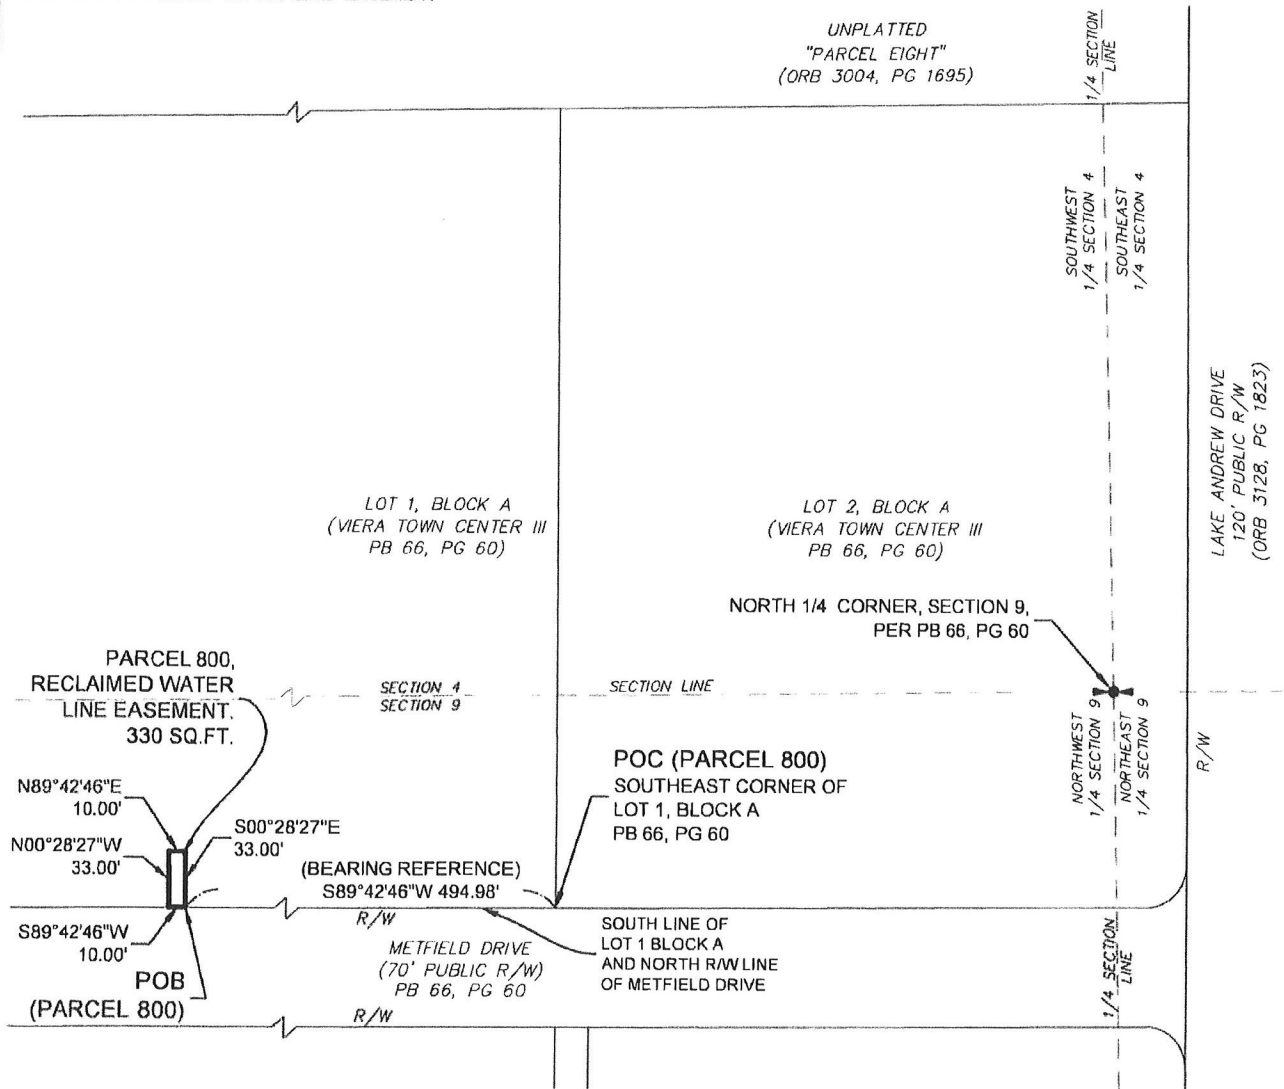 UNPLATTED
"PARCEL EIGHT"
(ORB 3004, PG 1695)
1/4 SECTION
LINE
SOUTHWEST
1/4 SECTION 4
SOUTHEAST
1/4 SECTION 4
LAKE ANDREW DRIVE
120' PUBLIC R/W
(ORB 3128, PG 1823)
LOT 1, BLOCK A
(VIERA TOWN CENTER III
PB 66, PG 60)
LOT 2, BLOCK A
(VIERA TOWN CENTER III
PB 66, PG 60)
NORTH 1/4 CORNER, SECTION 9,
PER PB 66, PG 60
PARCEL 800,
RECLAIMED WATER
LINE EASEMENT.
330 SQ.FT.
SECTION 4
SECTION 9
SECTION LINE
NORTHWEST
1/4 SECTION 9
NORTHEAST
1/4 SECTION 9
R/W
POC (PARCEL 800)
SOUTHEAST CORNER OF
LOT 1, BLOCK A
PB 66, PG 60
N89°42'46"E
10.00'
N00°28'27"W
33.00'
S00°28'27"E
33.00'
(BEARING REFERENCE)
S89°42'46"W 494.98'
R/W
S89°42'46"W
10.00'
POB
(PARCEL 800)
METFIELD DRIVE
(70' PUBLIC R/W)
PB 66, PG 60
SOUTH LINE OF
LOT 1 BLOCK A
AND NORTH R/W LINE
OF METFIELD DRIVE
R/W
1/4 SECTION
LINE